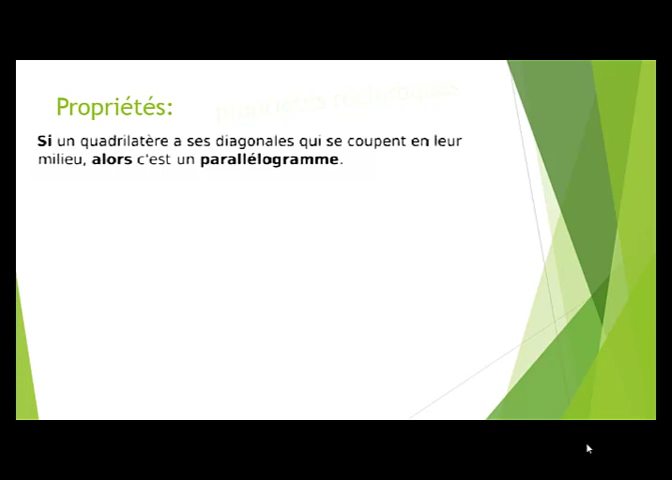 Propriétés:
Si un quadrilatère a ses diagonales qui se coupent en leur
milieu, alors c'est un parallélogramme.